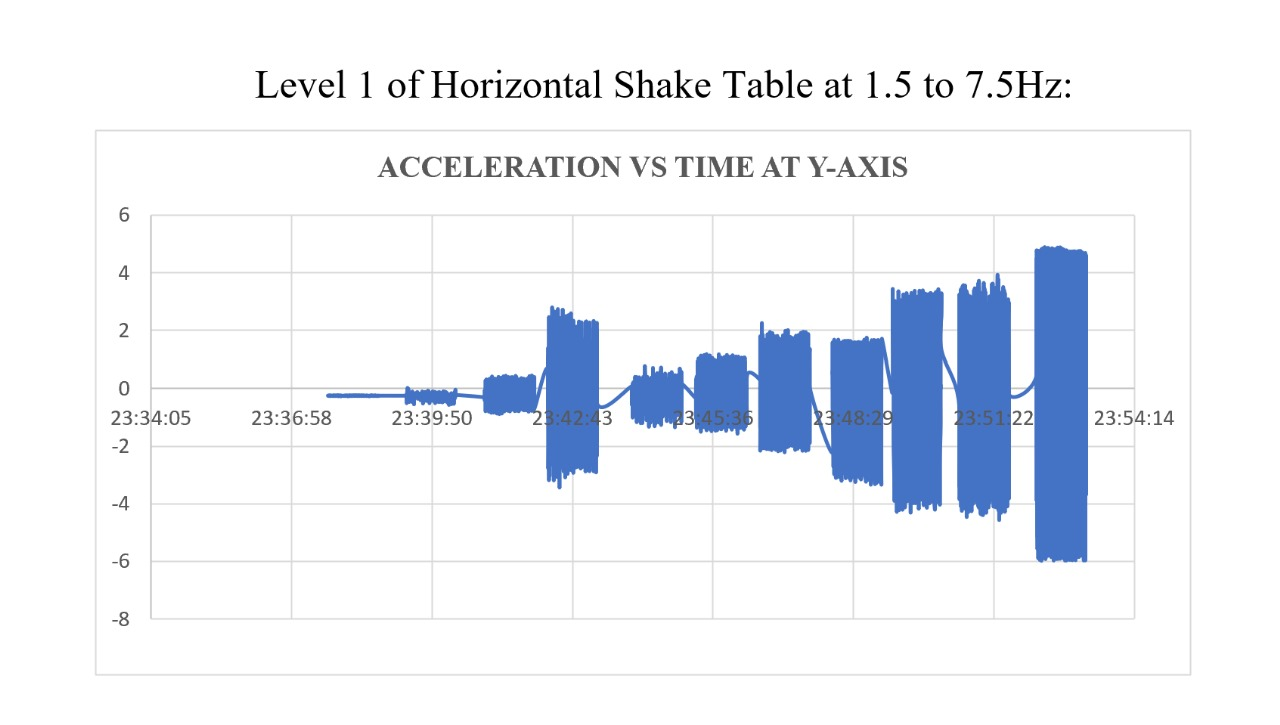 Level 1 of Horizontal Shake Table at 1.5 to 7.5Hz:
ACCELERATION VS TIME AT Y-AXIS
6
4
2
0
23:34:05 23:36:58 23:39:50 23:42:43 23:45:36 23:48:29 23:51:22 23:54:14
-2
-4
-6
-8